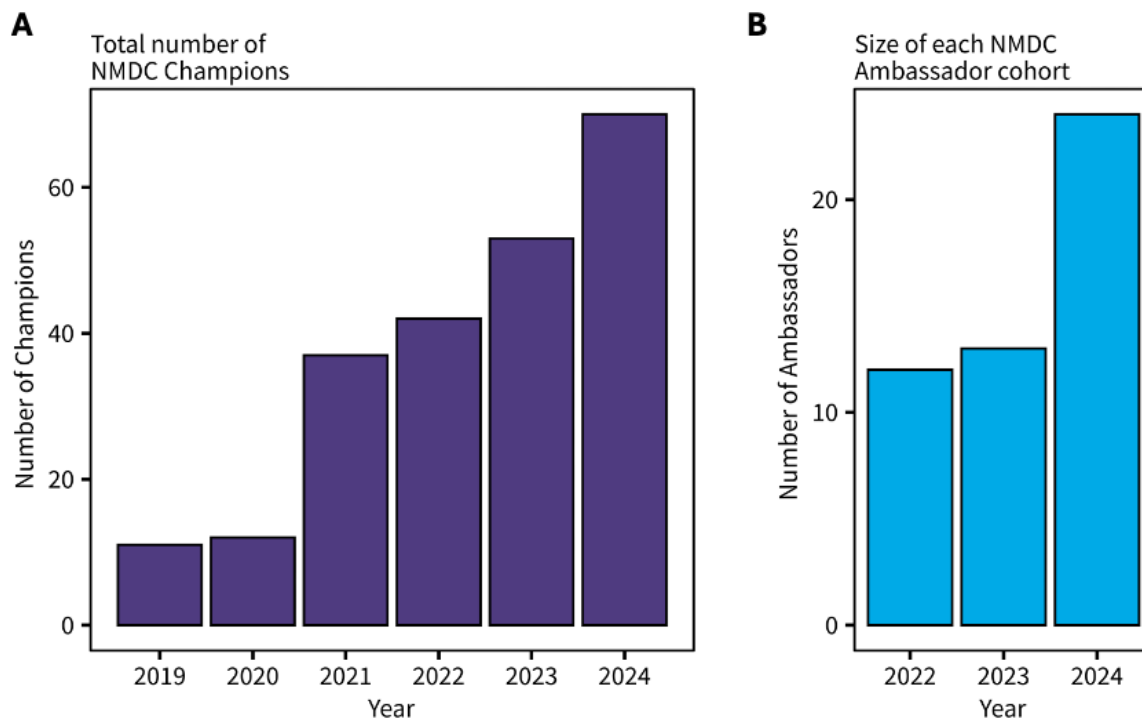 A
Total number of
NMDC Champions
Number of Champions
60
40
20
0
2019 2020 2021 2022 2023 2024
Year
B
Size of each NMDC
Ambassador cohort
Number of Ambassadors
20
10
0
2022 2023 2024
Year